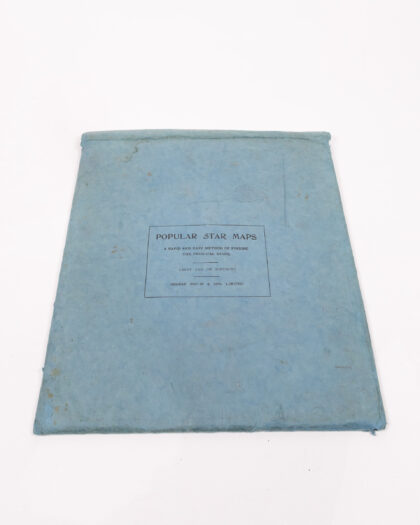 POPULAR STAR MAPS
A RAPID AND EASY METHOD OF FINDING
THE PRINCIPAL STARS
GEORGE PHILIP & SON, LIMITED